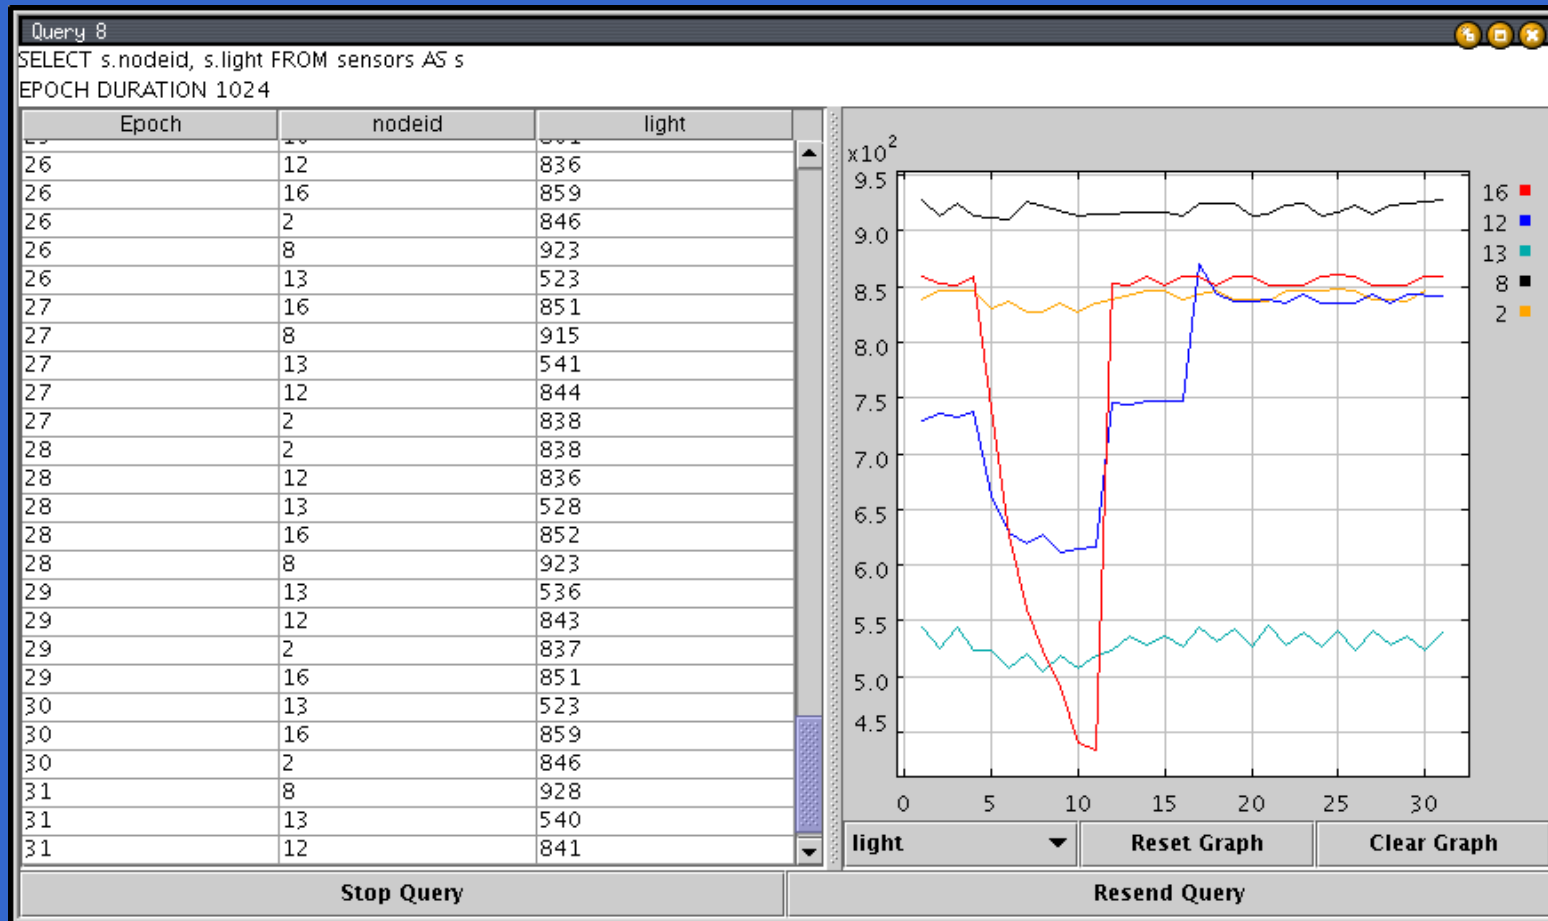 Query 8
SELECT s.nodeid, s.light FROM sensors AS s
EPOCH DURATION 1024
Epoch nodeid light
26 12 836
26 16 859
26 2 846
26 8 923
26 13 523
27 16 851
27 8 915
27 13 541
27 12 844
27 2 838
28 2 838
28 12 836
28 13 528
28 16 852
28 8 923
29 13 536
29 12 843
29 2 837
29 16 851
30 13 523
30 16 859
30 2 846
31 8 928
31 13 540
31 12 841
x10^2
9.5
9.0
8.5
8.0
7.5
7.0
6.5
6.0
5.5
5.0
4.5
0 5 10 15 20 25 30
16
12
13
8
2
light Reset Graph Clear Graph
Stop Query Resend Query